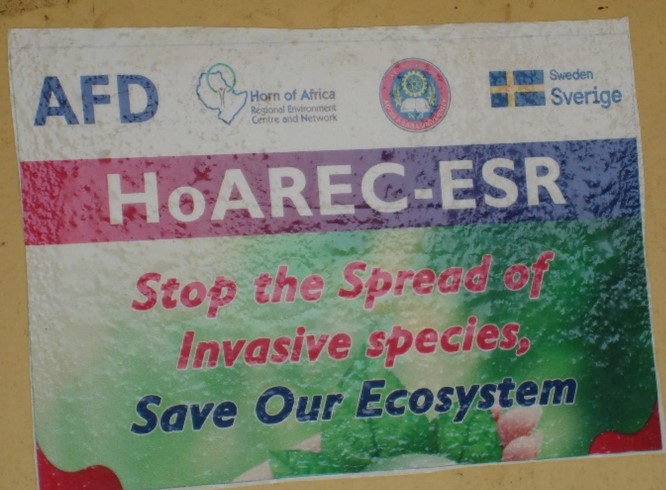 AFD
Horn of Africa
Regional Environment
Centre and Network
Sweden
Sverige
HoAREC-ESR
Stop the Spread of
Invasive species,
Save Our Ecosystem